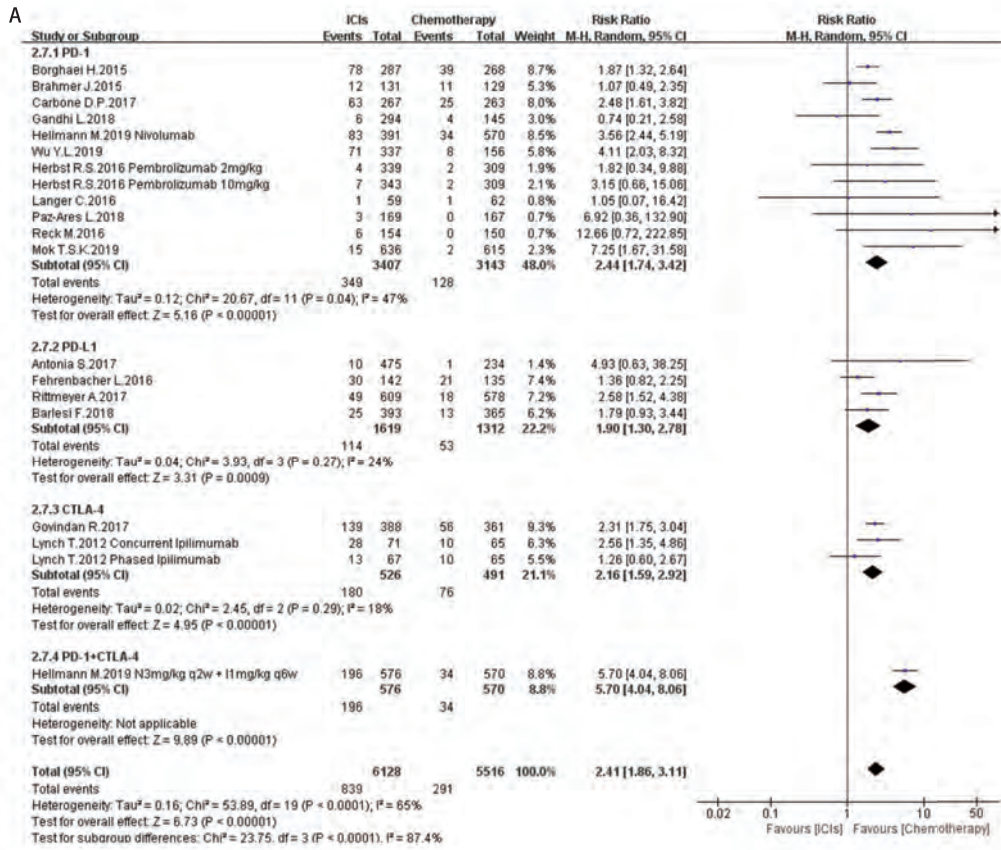 A
ICIs Chemotherapy Risk Ratio Risk Ratio
Study or Subgroup Events Total Events Total Weight M-H, Random, 95% CI M-H, Random, 95% CI
2.7.1 PD-1
Borghaei H.2015 78 287 39 268 8.7% 1.87 [1.32, 2.64]
Brahmer J.2015 12 131 11 129 5.3% 1.07 [0.49, 2.35]
Carbone D.P.2017 63 267 25 263 8.0% 2.48 [1.61, 3.82]
Gandhi L.2018 6 294 4 145 2.9% 0.74 [0.21, 2.58]
Hellmann M.2019 Nivolumab 83 391 34 570 8.5% 3.56 [2.44, 5.19]
Wu Y.L.2019 71 337 8 156 5.9% 4.11 [2.03, 8.32]
Herbst R.S.2016 Pembrolizumab 2mg/kg 4 339 2 309 1.8% 1.82 [0.34, 9.88]
Herbst R.S.2016 Pembrolizumab 10mg/kg 7 343 2 309 2.1% 3.15 [0.66, 15.06]
Langer C.2016 1 59 1 62 0.8% 1.05 [0.07, 16.42]
Paz-Ares L.2018 3 169 0 167 0.7% 6.92 [0.36, 132.90]
Reck M.2016 6 154 0 150 0.7% 12.66 [0.72, 222.85]
Mok T.S.K.2019 15 636 2 615 2.3% 7.25 [1.67, 31.58]
Subtotal (95% CI) 3407 3143 48.0% 2.44 [1.74, 3.42]
Total events 349 128
Heterogeneity: Tau² = 0.12; Chi² = 20.67, df = 11 (P = 0.04); I² = 47%
Test for overall effect: Z = 5.16 (P < 0.00001)
2.7.2 PD-L1
Antonia S.2017 10 475 1 234 1.4% 4.93 [0.63, 38.25]
Fehrenbacher L.2016 30 142 21 135 7.4% 1.36 [0.82, 2.25]
Rittmeyer A.2017 49 609 18 578 7.2% 2.58 [1.52, 4.38]
Barlesi F.2018 25 393 13 365 6.2% 1.79 [0.93, 3.44]
Subtotal (95% CI) 1619 1312 22.2% 1.90 [1.30, 2.78]
Total events 114 53
Heterogeneity: Tau² = 0.04; Chi² = 3.93, df = 3 (P = 0.27); I² = 24%
Test for overall effect: Z = 3.31 (P = 0.0009)
2.7.3 CTLA-4
Govindan R.2017 139 388 56 361 9.3% 2.31 [1.75, 3.04]
Lynch T.2012 Concurrent Ipilimumab 28 71 10 65 6.3% 2.56 [1.35, 4.86]
Lynch T.2012 Phased Ipilimumab 13 67 10 65 5.5% 1.26 [0.60, 2.67]
Subtotal (95% CI) 526 491 21.1% 2.16 [1.59, 2.92]
Total events 180 76
Heterogeneity: Tau² = 0.02; Chi² = 2.45, df = 2 (P = 0.29); I² = 18%
Test for overall effect: Z = 4.95 (P < 0.00001)
2.7.4 PD-1+CTLA-4
Hellmann M.2019 N3mg/kg q2w + I1mg/kg q6w 196 576 34 570 8.8% 5.70 [4.04, 8.06]
Subtotal (95% CI) 576 570 8.8% 5.70 [4.04, 8.06]
Total events 196 34
Heterogeneity: Not applicable
Test for overall effect: Z = 9.89 (P < 0.00001)
Total (95% CI) 6128 5516 100.0% 2.41 [1.86, 3.11]
Total events 839 291
Heterogeneity: Tau² = 0.16; Chi² = 53.89, df = 19 (P < 0.0001); I² = 65%
Test for overall effect: Z = 6.73 (P < 0.00001)
Test for subgroup differences: Chi² = 23.75, df = 3 (P < 0.0001), I² = 87.4%
0.02 0.1 1 10 50
Favours [ICIs] Favours [Chemotherapy]